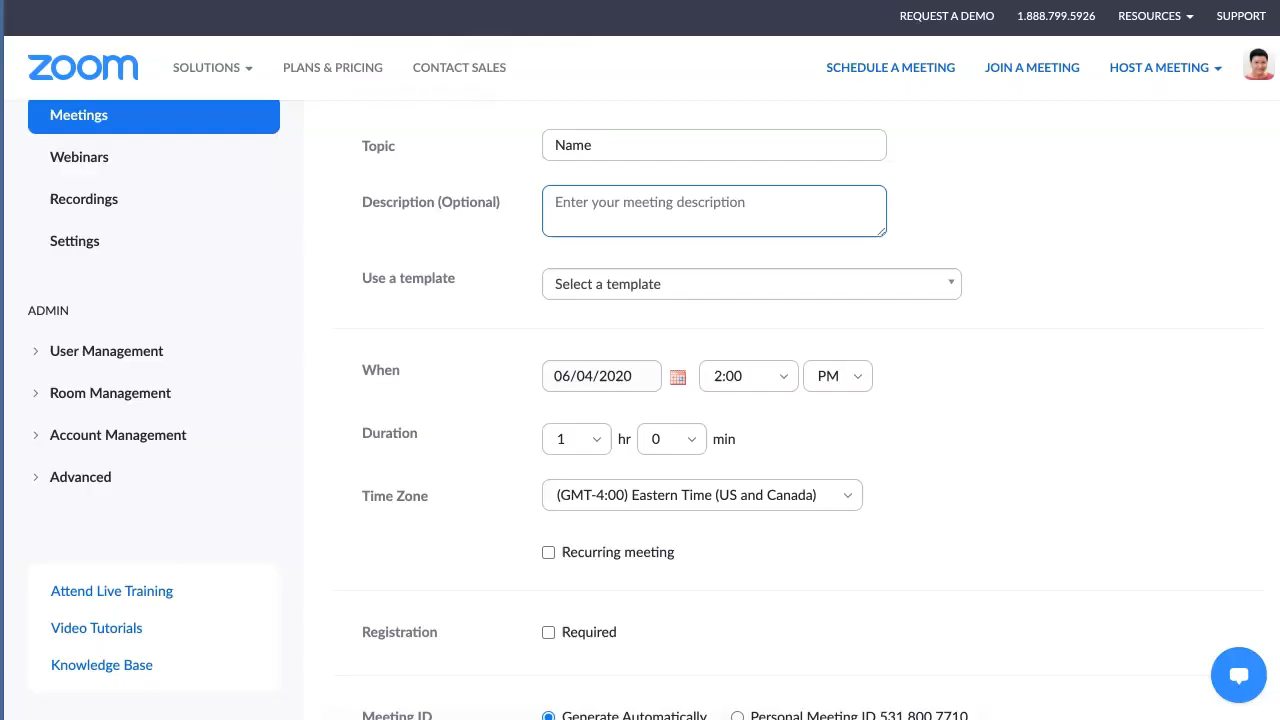 REQUEST A DEMO 1.888.799.5926 RESOURCES SUPPORT
zoom SOLUTIONS PLANS & PRICING CONTACT SALES SCHEDULE A MEETING JOIN A MEETING HOST A MEETING
Meetings
Webinars
Recordings
Settings
ADMIN
User Management
Room Management
Account Management
Advanced
Attend Live Training
Video Tutorials
Knowledge Base
Topic Name
Description (Optional) Enter your meeting description
Use a template Select a template
When 06/04/2020 2:00 PM
Duration 1 hr 0 min
Time Zone (GMT-4:00) Eastern Time (US and Canada)
Recurring meeting
Registration Required
Meeting ID Generate Automatically Personal Meeting ID 531 800 7710